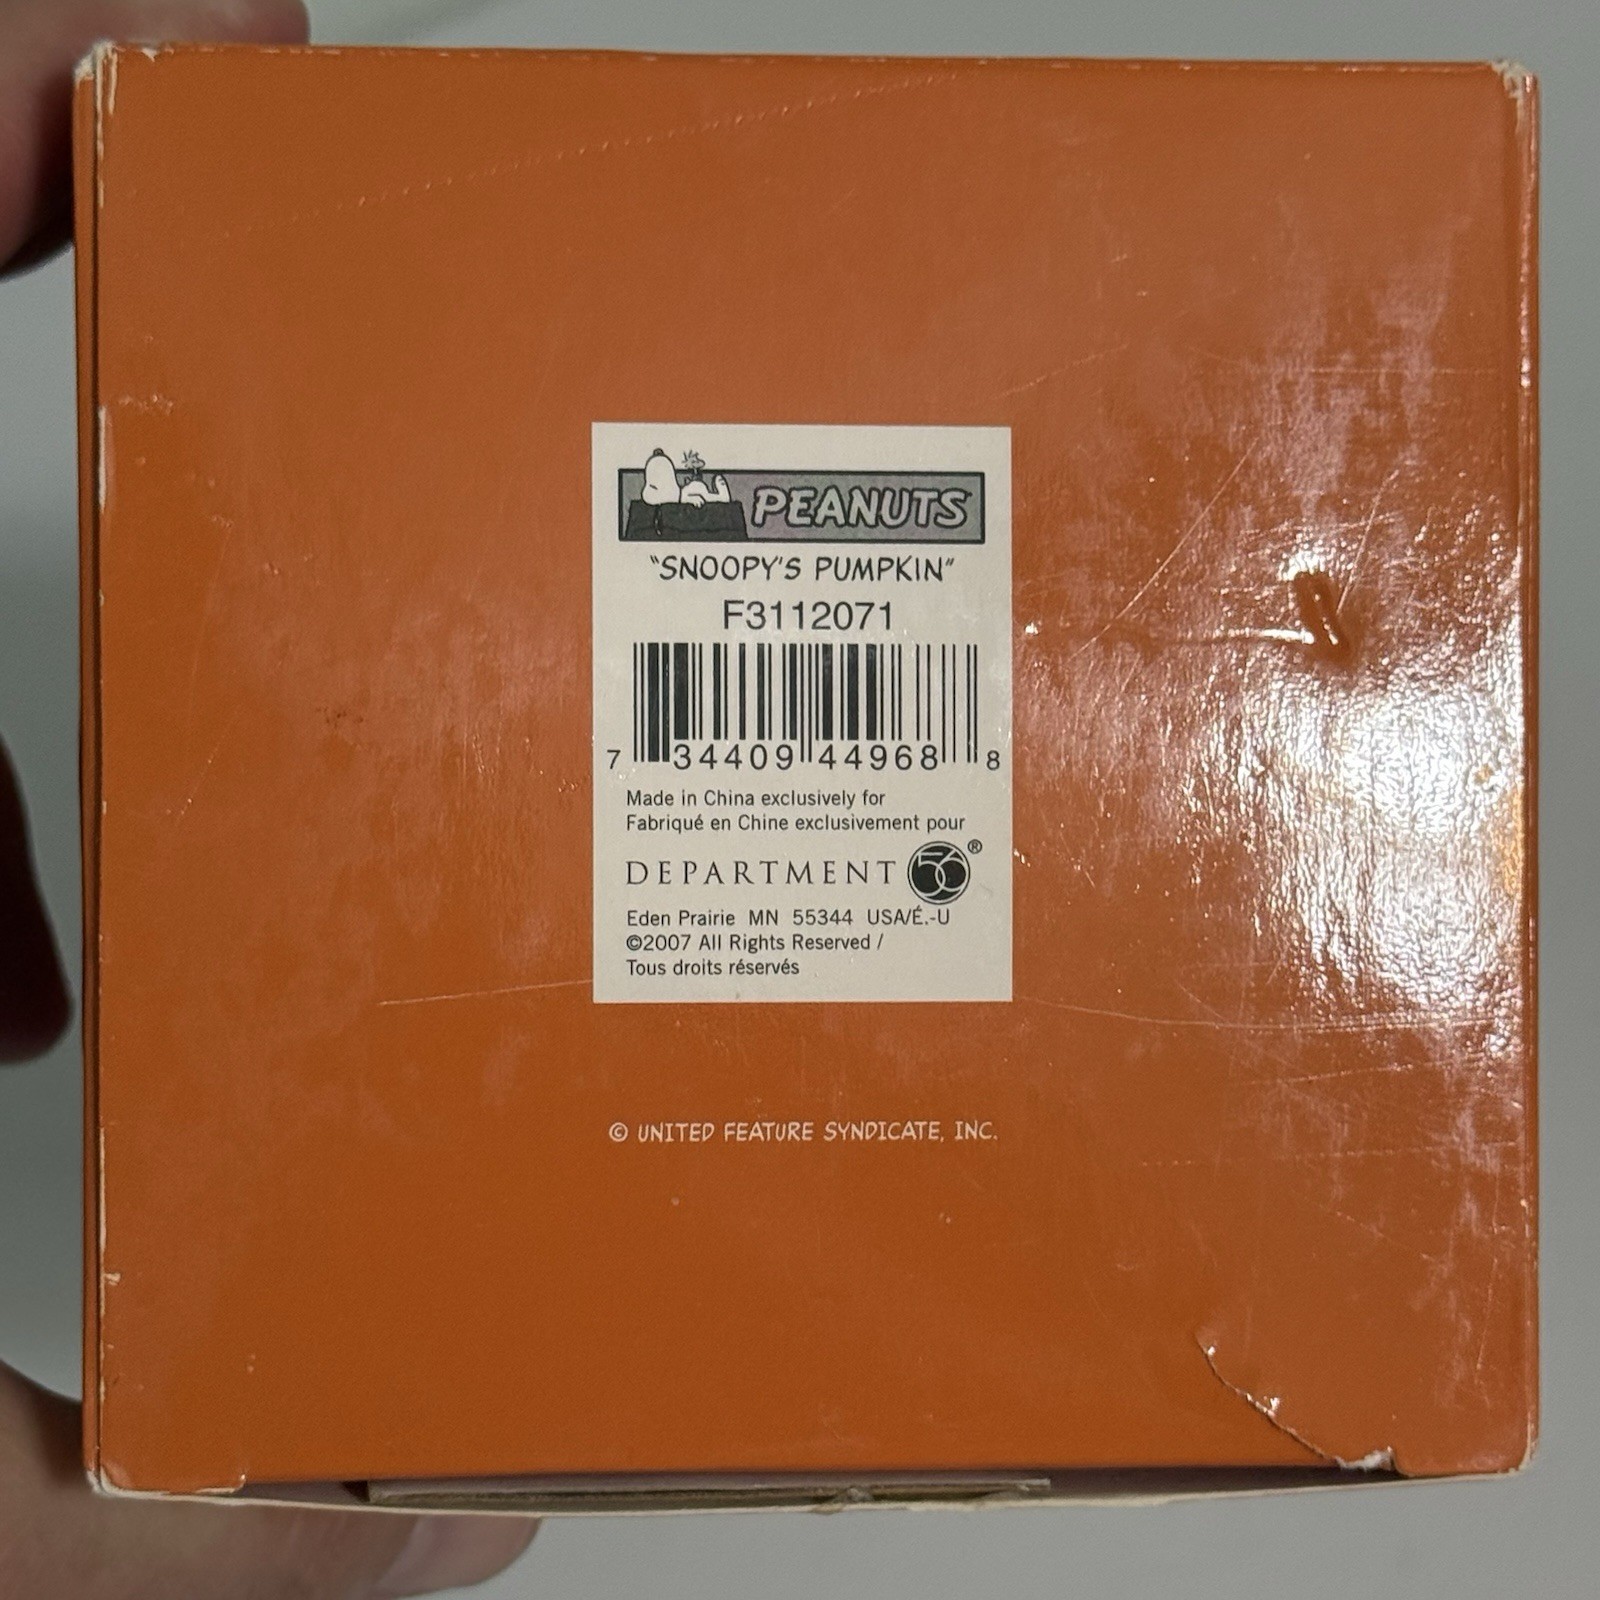 PEANUTS
"SNOOPY'S PUMPKIN"
F3112071
7 34409 44968 8
Made in China exclusively for
Fabriqué en Chine exclusivement pour
DEPARTMENT 56®
Eden Prairie MN 55344 USA/É.-U
©2007 All Rights Reserved /
Tous droits réservés
© UNITED FEATURE SYNDICATE, INC.